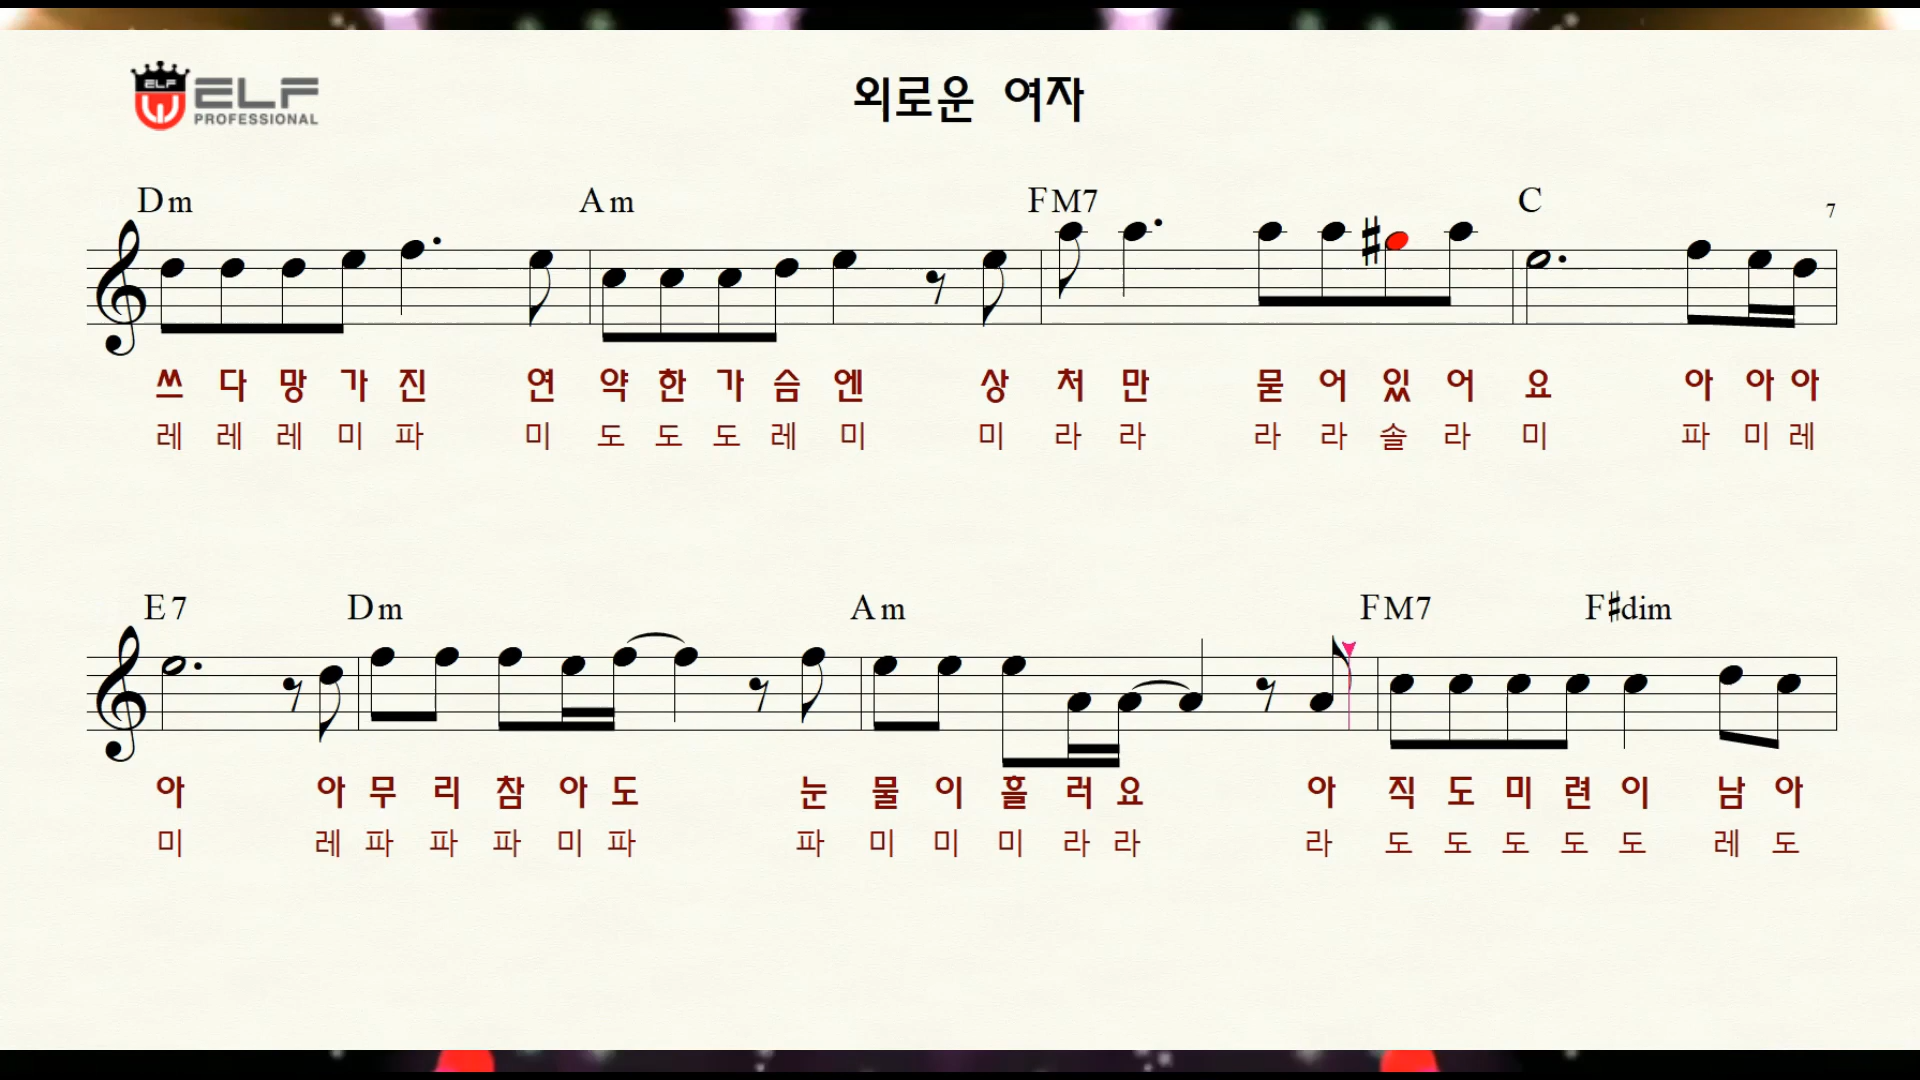 ELF
ELF
PROFESSIONAL
외로운 여자
Dm Am FM7 C 7
쓰 다 망 가 진 연 약 한 가 슴 엔 상 처 만 묻 어 있 어 요 아 아 아
레 레 레 미 파 미 도 도 도 레 미 미 라 라 라 라 솔 라 미 파 미 레
E7 Dm Am FM7 F♯dim
아 아 무 리 참 아 도 눈 물 이 흘 러 요 아 직 도 미 련 이 남 아
미 레 파 파 파 미 파 파 미 미 미 라 라 라 도 도 도 도 도 레 도